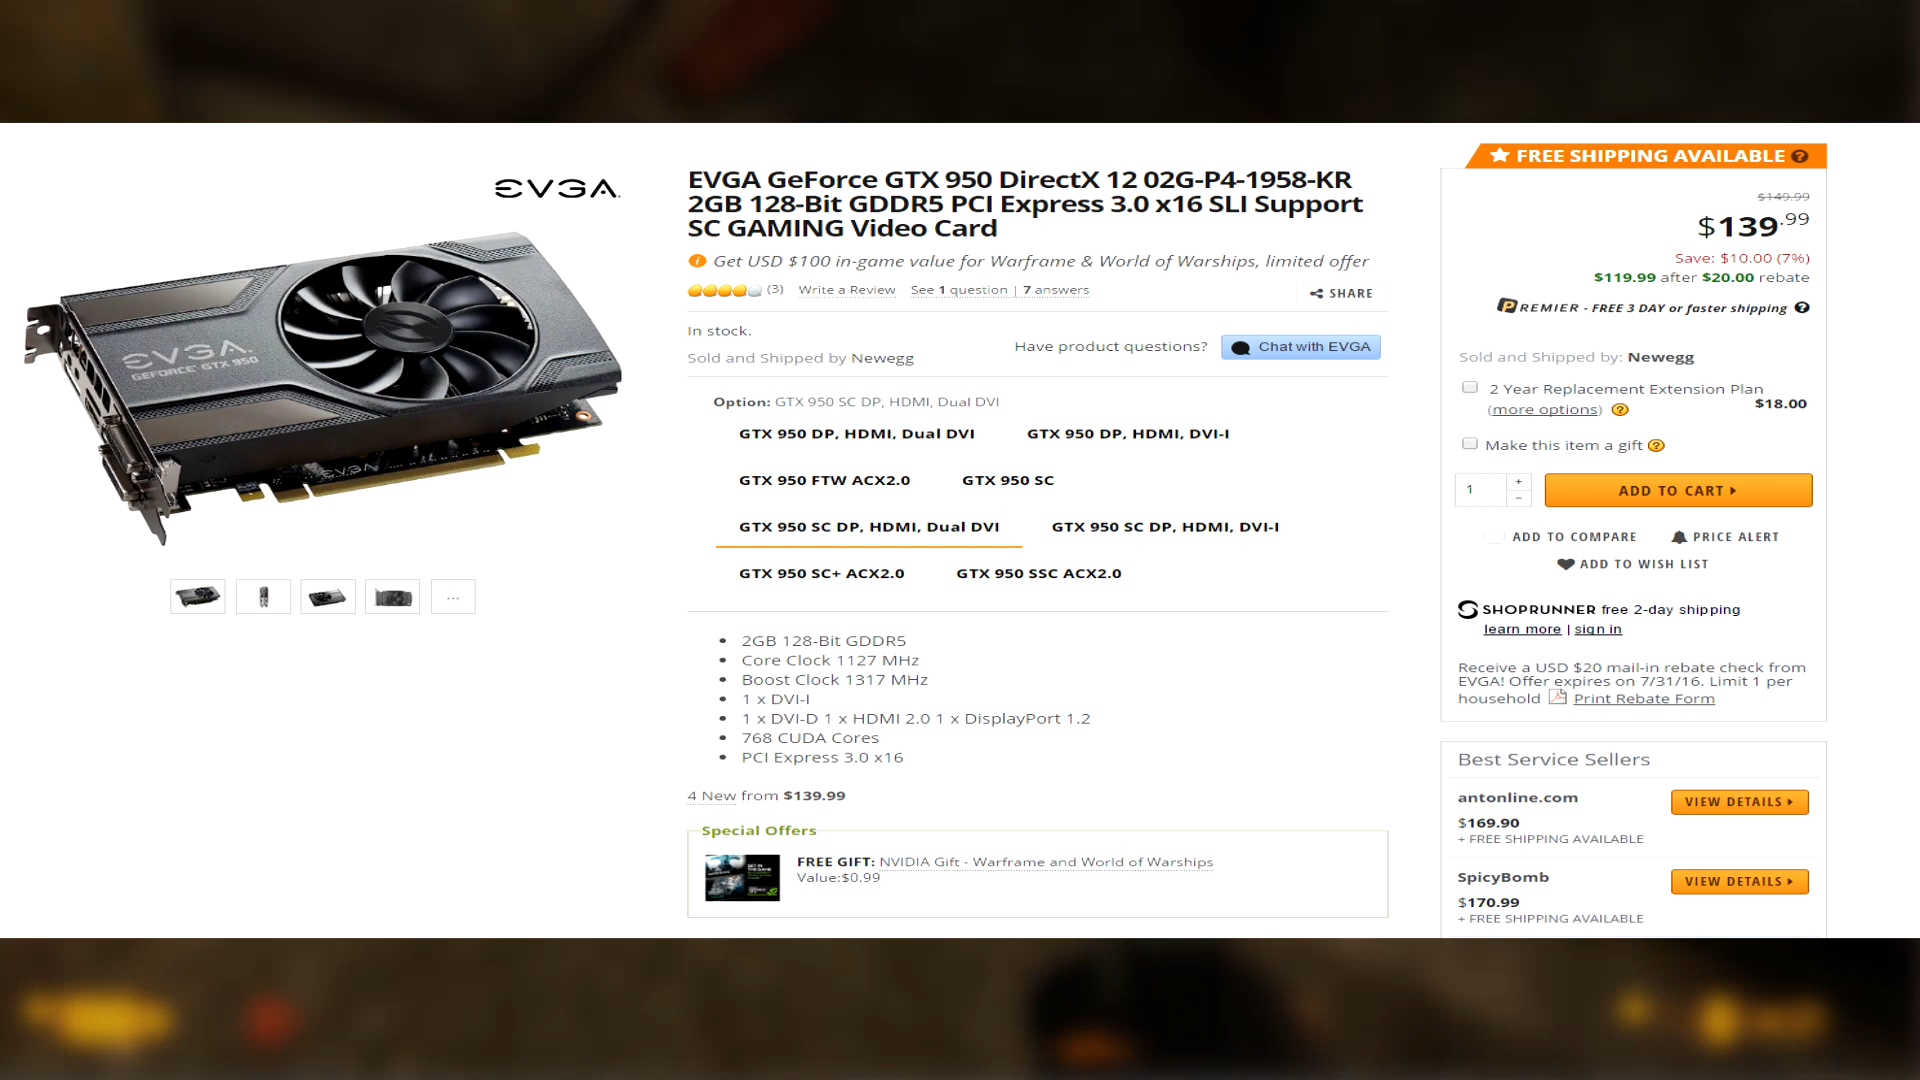 EVGA
EVGA
GEFORCE GTX 950
EVGA
EVGA GeForce GTX 950 DirectX 12 02G-P4-1958-KR
2GB 128-Bit GDDR5 PCI Express 3.0 x16 SLI Support
SC GAMING Video Card
Get USD $100 in-game value for Warframe & World of Warships, limited offer
(3) Write a Review See 1 question | 7 answers
SHARE
In stock.
Sold and Shipped by Newegg
Have product questions? Chat with EVGA
Option: GTX 950 SC DP, HDMI, Dual DVI
GTX 950 DP, HDMI, Dual DVI GTX 950 DP, HDMI, DVI-I
GTX 950 FTW ACX2.0 GTX 950 SC
GTX 950 SC DP, HDMI, Dual DVI GTX 950 SC DP, HDMI, DVI-I
GTX 950 SC+ ACX2.0 GTX 950 SSC ACX2.0
...
• 2GB 128-Bit GDDR5
• Core Clock 1127 MHz
• Boost Clock 1317 MHz
• 1 x DVI-I
• 1 x DVI-D 1 x HDMI 2.0 1 x DisplayPort 1.2
• 768 CUDA Cores
• PCI Express 3.0 x16
4 New from $139.99
Special Offers
FREE GIFT: NVIDIA Gift - Warframe and World of Warships
Value:$0.99
FREE SHIPPING AVAILABLE ?
$149.99
$139.99
Save: $10.00 (7%)
$119.99 after $20.00 rebate
PREMIER - FREE 3 DAY or faster shipping ?
Sold and Shipped by: Newegg
2 Year Replacement Extension Plan
(more options) ? $18.00
Make this item a gift ?
1 + - ADD TO CART
ADD TO COMPARE PRICE ALERT
ADD TO WISH LIST
SHOPRUNNER free 2-day shipping
learn more | sign in
Receive a USD $20 mail-in rebate check from
EVGA! Offer expires on 7/31/16. Limit 1 per
household Print Rebate Form
Best Service Sellers
antonline.com VIEW DETAILS
$169.90
+ FREE SHIPPING AVAILABLE
SpicyBomb VIEW DETAILS
$170.99
+ FREE SHIPPING AVAILABLE